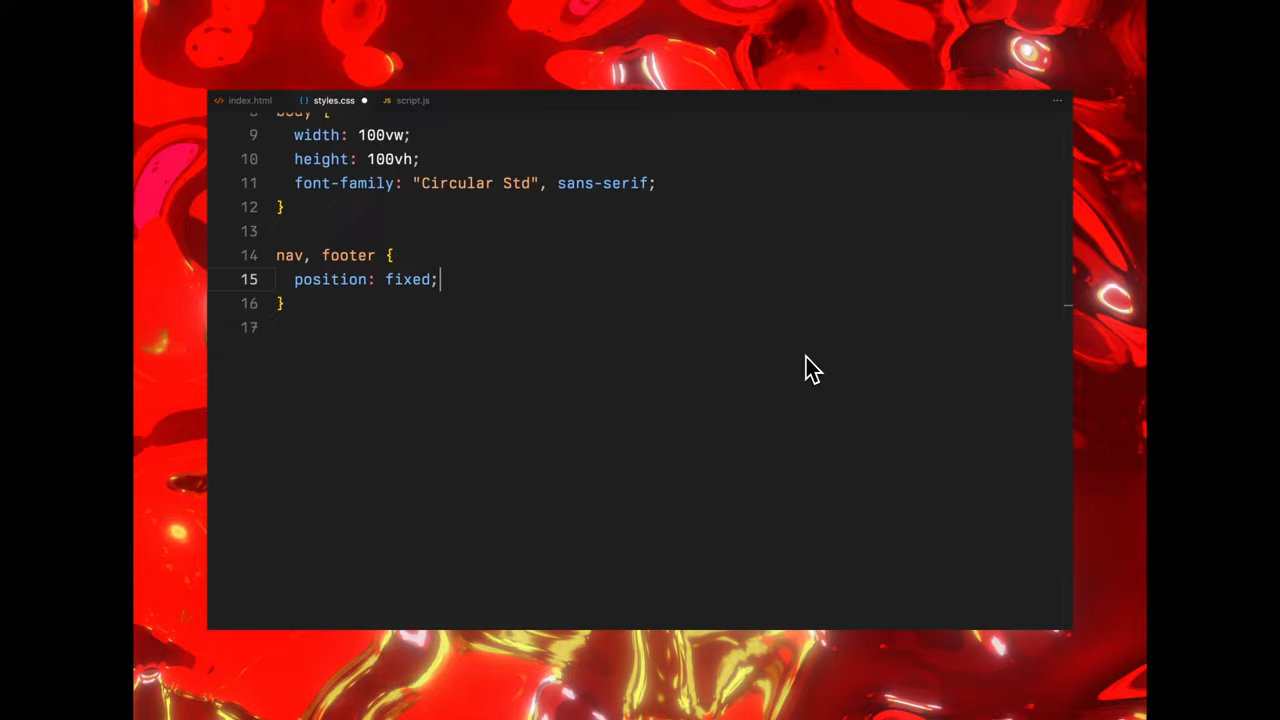 index.html styles.css script.js
body {
9 width: 100vw;
10 height: 100vh;
11 font-family: "Circular Std", sans-serif;
12 }
13
14 nav, footer {
15 position: fixed;
16 }
17